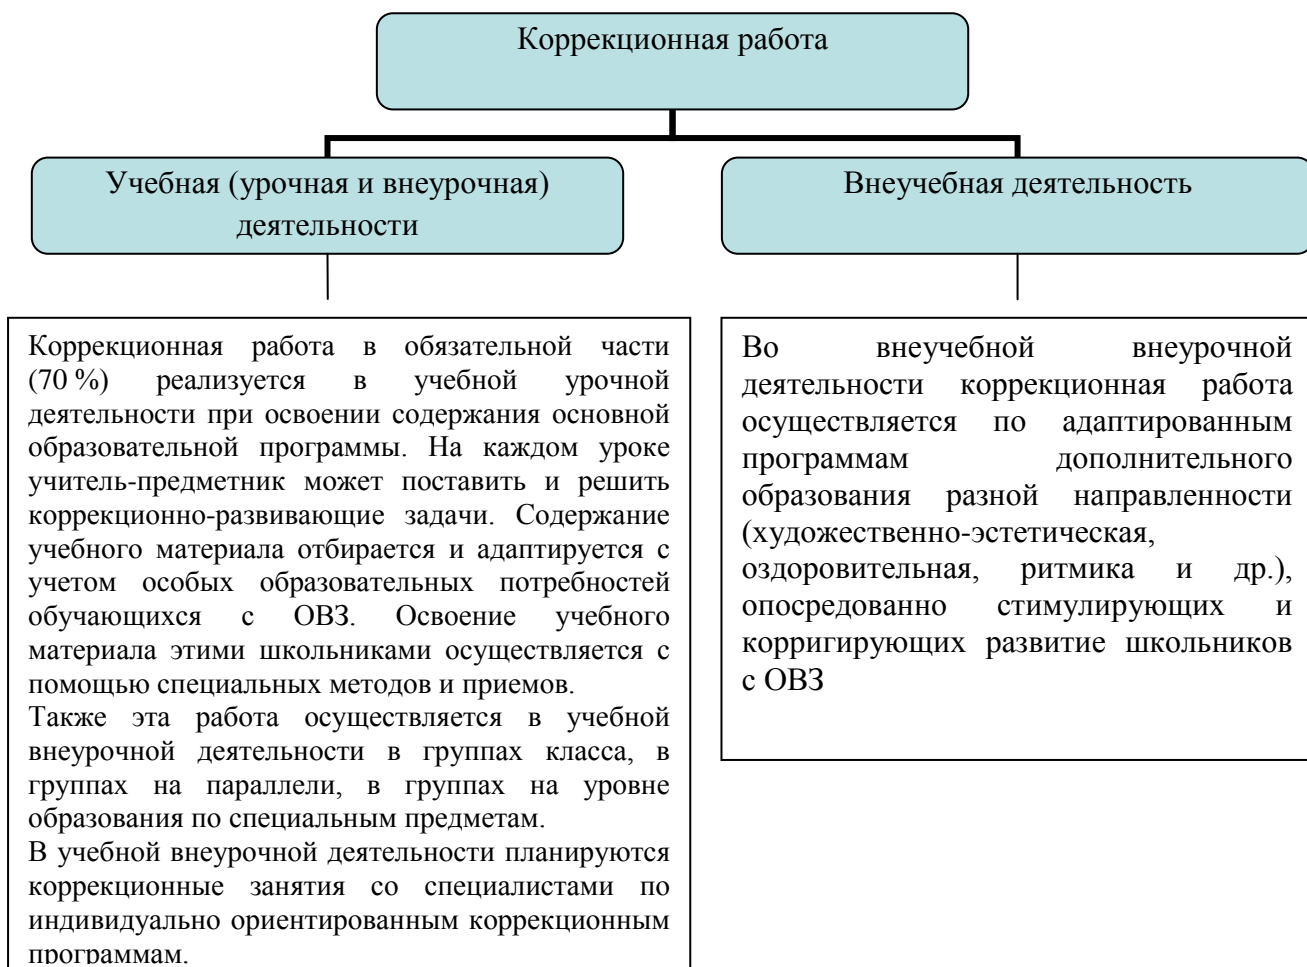 Коррекционная работа
Учебная (урочная и внеурочная)
деятельности
Внеучебная деятельность
Коррекционная работа в обязательной части
(70 %) реализуется в учебной урочной
деятельности при освоении содержания основной
образовательной программы. На каждом уроке
учитель-предметник может поставить и решить
коррекционно-развивающие задачи. Содержание
учебного материала отбирается и адаптируется с
учетом особых образовательных потребностей
обучающихся с ОВЗ. Освоение учебного
материала этими школьниками осуществляется с
помощью специальных методов и приемов.
Также эта работа осуществляется в учебной
внеурочной деятельности в группах класса, в
группах на параллели, в группах на уровне
образования по специальным предметам.
В учебной внеурочной деятельности планируются
коррекционные занятия со специалистами по
индивидуально ориентированным коррекционным
программам.
Во внеучебной внеурочной
деятельности коррекционная работа
осуществляется по адаптированным
программам дополнительного
образования разной направленности
(художественно-эстетическая,
оздоровительная, ритмика и др.),
опосредованно стимулирующих и
корригирующих развитие школьников
с ОВЗ